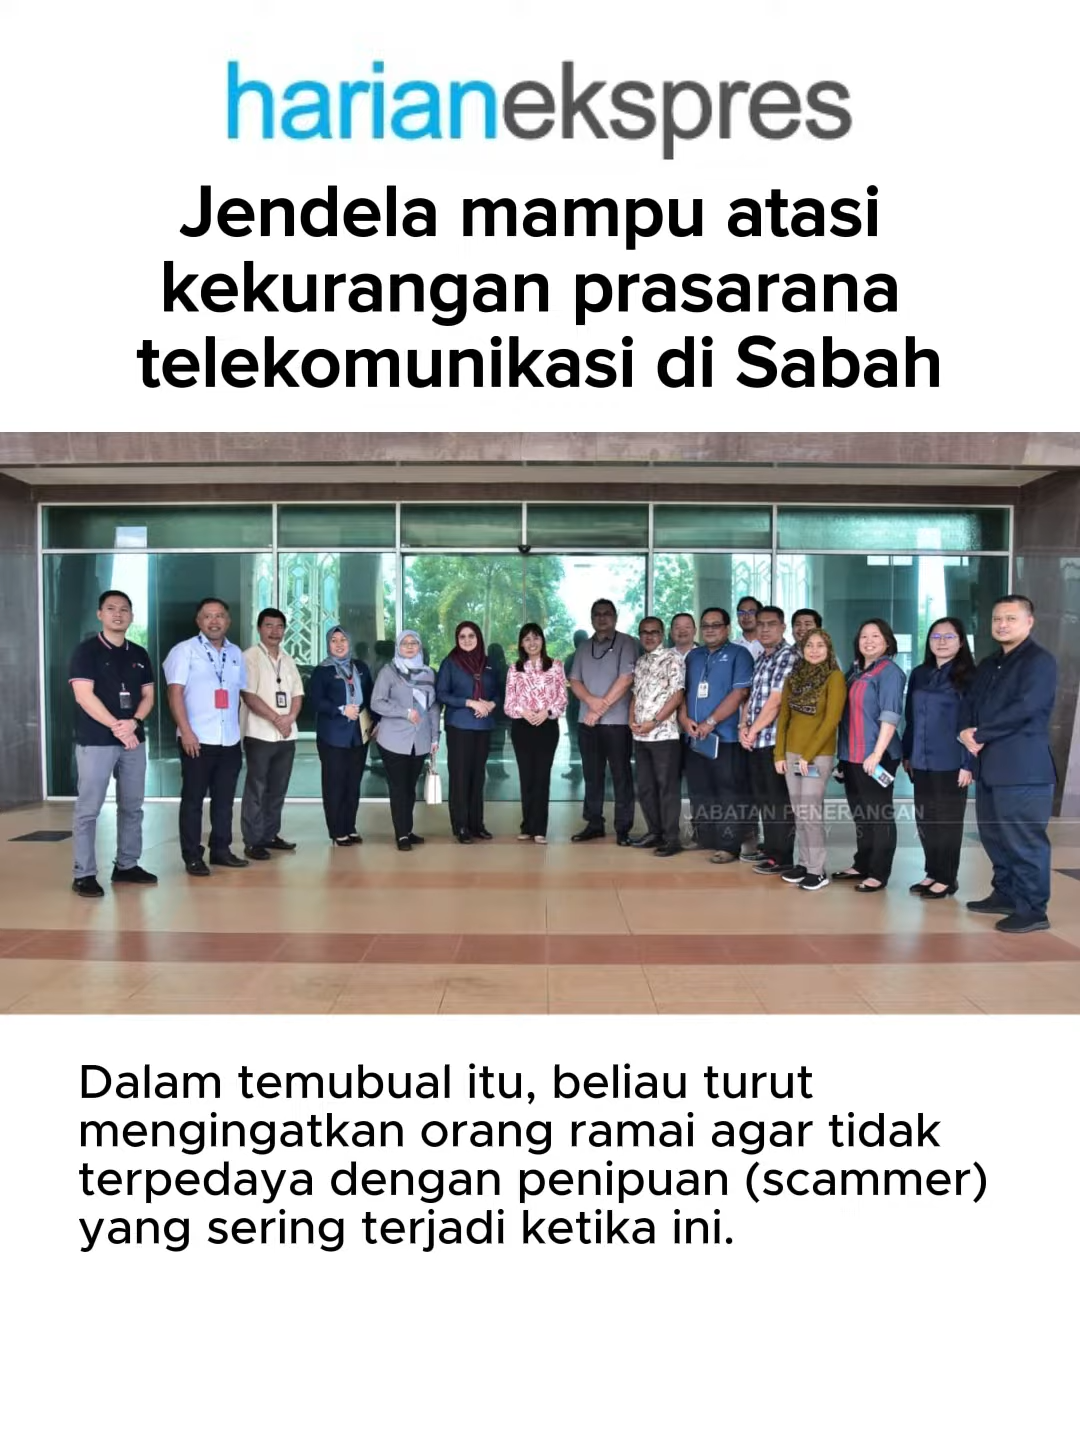 harianekspres
Jendela mampu atasi
kekurangan prasarana
telekomunikasi di Sabah
JABATAN PENERANGAN
MALAYSIA
Dalam temubual itu, beliau turut
mengingatkan orang ramai agar tidak
terpedaya dengan penipuan (scammer)
yang sering terjadi ketika ini.